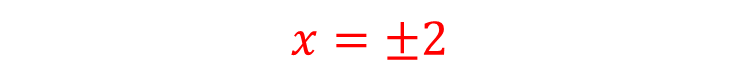 x = ±2